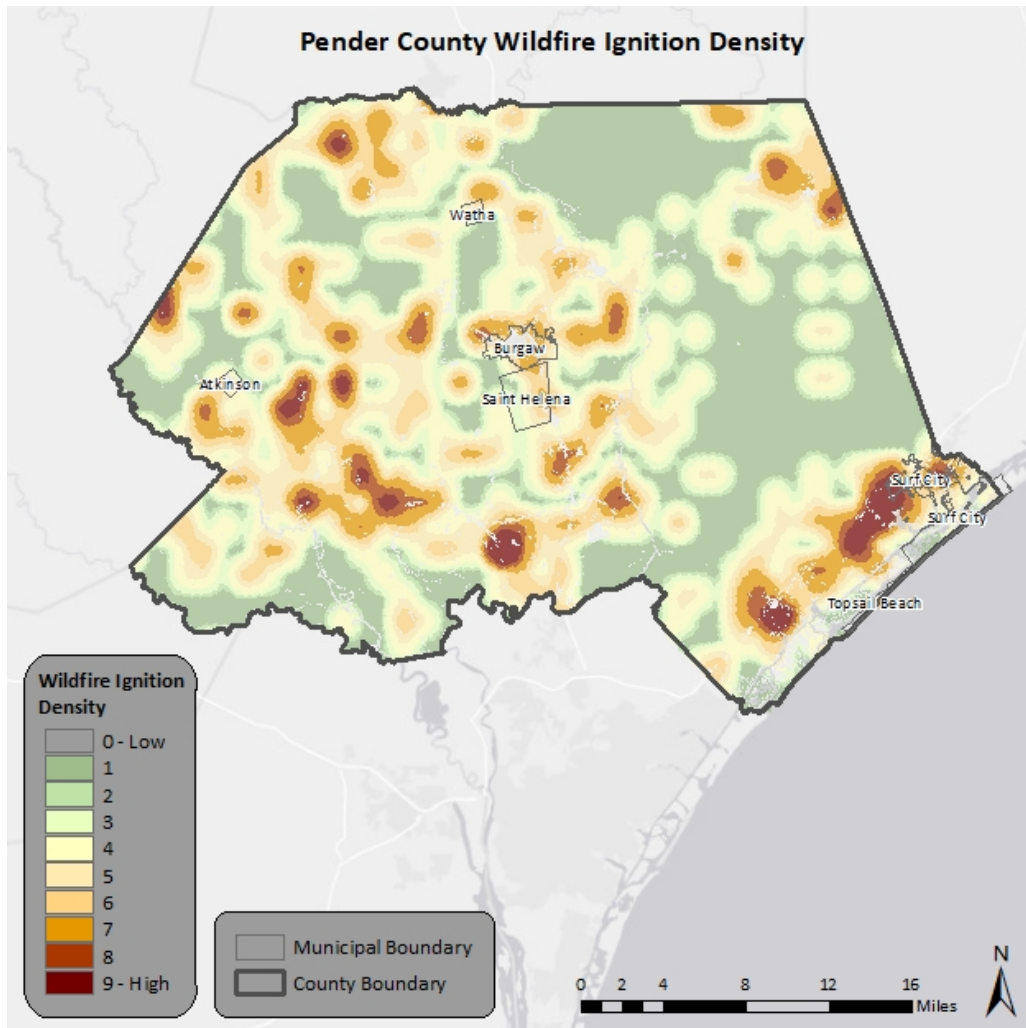 Pender County Wildfire Ignition Density
Watha
Burgaw
Atkinson
Saint Helena
Surf City
Surf City
Topsail Beach
Wildfire Ignition
Density
0 - Low
1
2
3
4
5
6
7
8
9 - High
Municipal Boundary
County Boundary
N
0 2 4 8 12 16
Miles